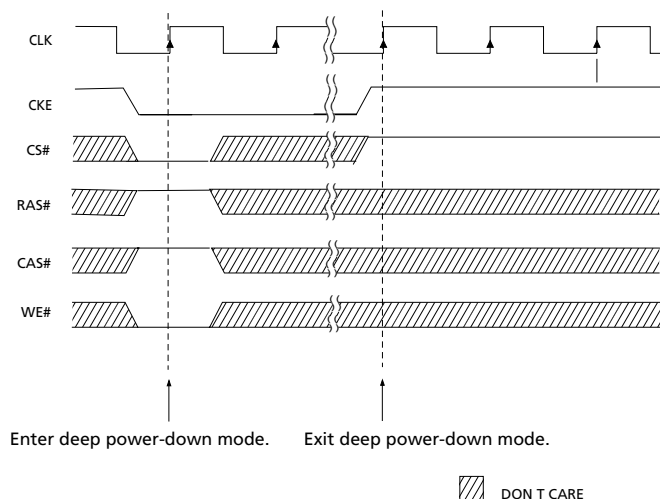 CLK
CKE
CS#
RAS#
CAS#
WE#
Enter deep power-down mode.
Exit deep power-down mode.
DON T CARE